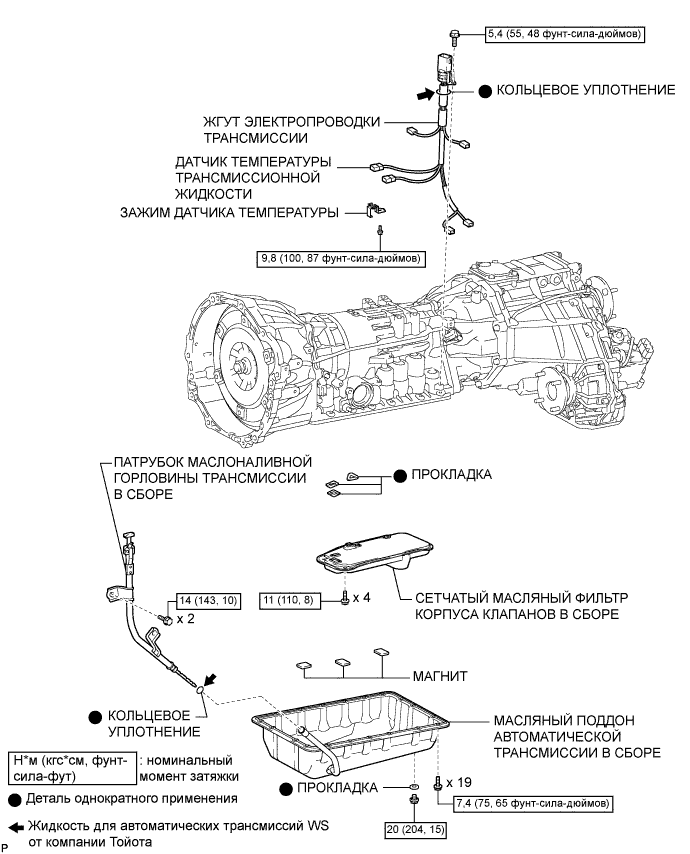 5,4 (55, 48 фунт-сила-дюймов)
КОЛЬЦЕВОЕ УПЛОТНЕНИЕ
ЖГУТ ЭЛЕКТРОПРОВОДКИ
ТРАНСМИССИИ
ДАТЧИК ТЕМПЕРАТУРЫ
ТРАНСМИССИОННОЙ
ЖИДКОСТИ
ЗАЖИМ ДАТЧИКА ТЕМПЕРАТУРЫ
9,8 (100, 87 фунт-сила-дюймов)
ПАТРУБОК МАСЛОНАЛИВНОЙ
ГОРЛОВИНЫ ТРАНСМИССИИ
В СБОРЕ
ПРОКЛАДКА
14 (143, 10)
x 2
11 (110, 8)
x 4
СЕТЧАТЫЙ МАСЛЯНЫЙ ФИЛЬТР
КОРПУСА КЛАПАНОВ В СБОРЕ
МАГНИТ
КОЛЬЦЕВОЕ
УПЛОТНЕНИЕ
МАСЛЯНЫЙ ПОДДОН
АВТОМАТИЧЕСКОЙ
ТРАНСМИССИИ В СБОРЕ
Н*м (кгс*см, фунт-
сила-фут)
: номинальный
момент затяжки
ПРОКЛАДКА
x 19
7,4 (75, 65 фунт-сила-дюймов)
20 (204, 15)
Деталь однократного применения
Жидкость для автоматических трансмиссий WS
от компании Тойота
P